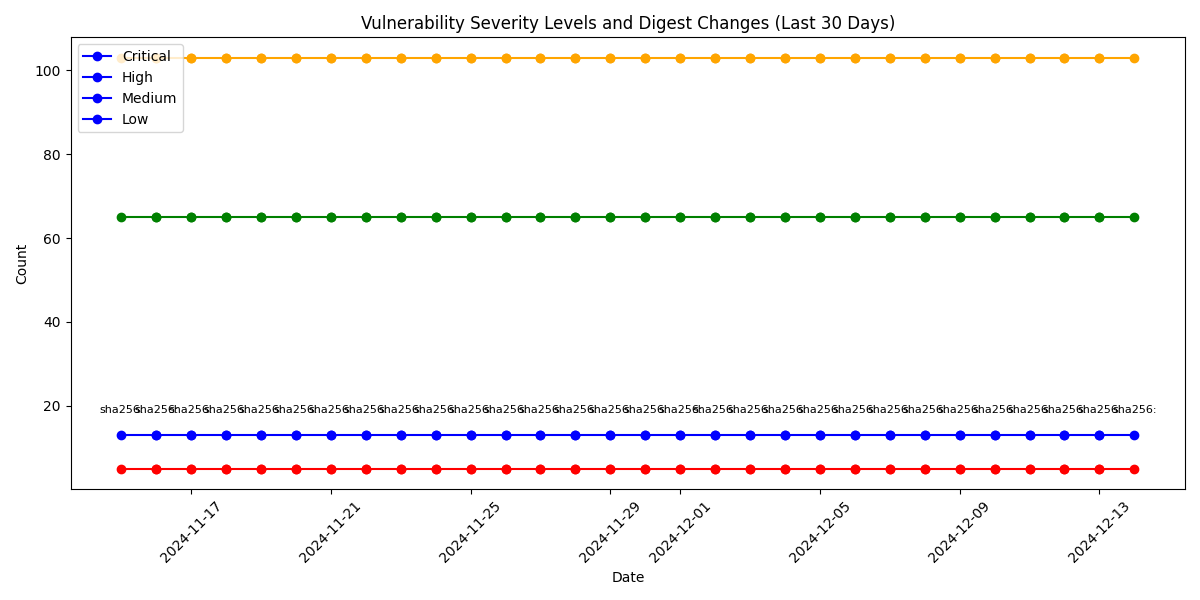 Vulnerability Severity Levels and Digest Changes (Last 30 Days)
Critical
High
Medium
Low
100
80
60
40
20
Count
sha256: sha256: sha256: sha256: sha256: sha256: sha256: sha256: sha256: sha256: sha256: sha256: sha256: sha256: sha256: sha256: sha256: sha256: sha256: sha256: sha256: sha256: sha256: sha256: sha256: sha256: sha256: sha256: sha256: sha256:
2024-11-17
2024-11-21
2024-11-25
2024-11-29
2024-12-01
2024-12-05
2024-12-09
2024-12-13
Date